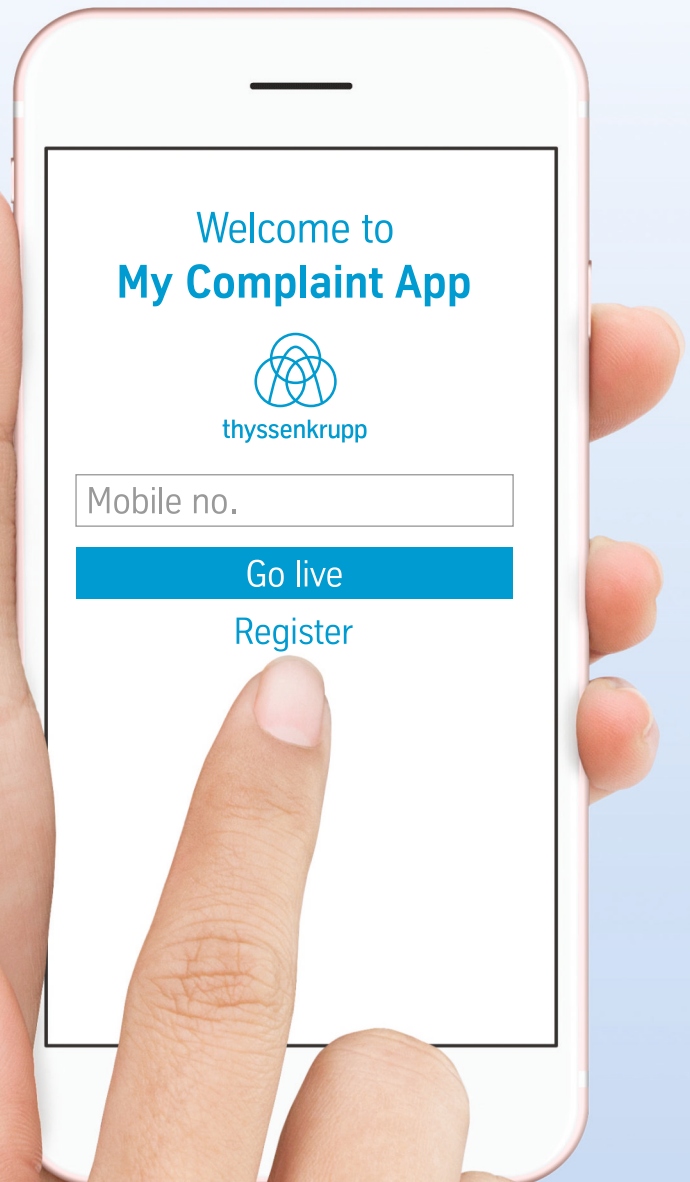 Welcome to
My Complaint App
thyssenkrupp
Mobile no.
Go live
Register